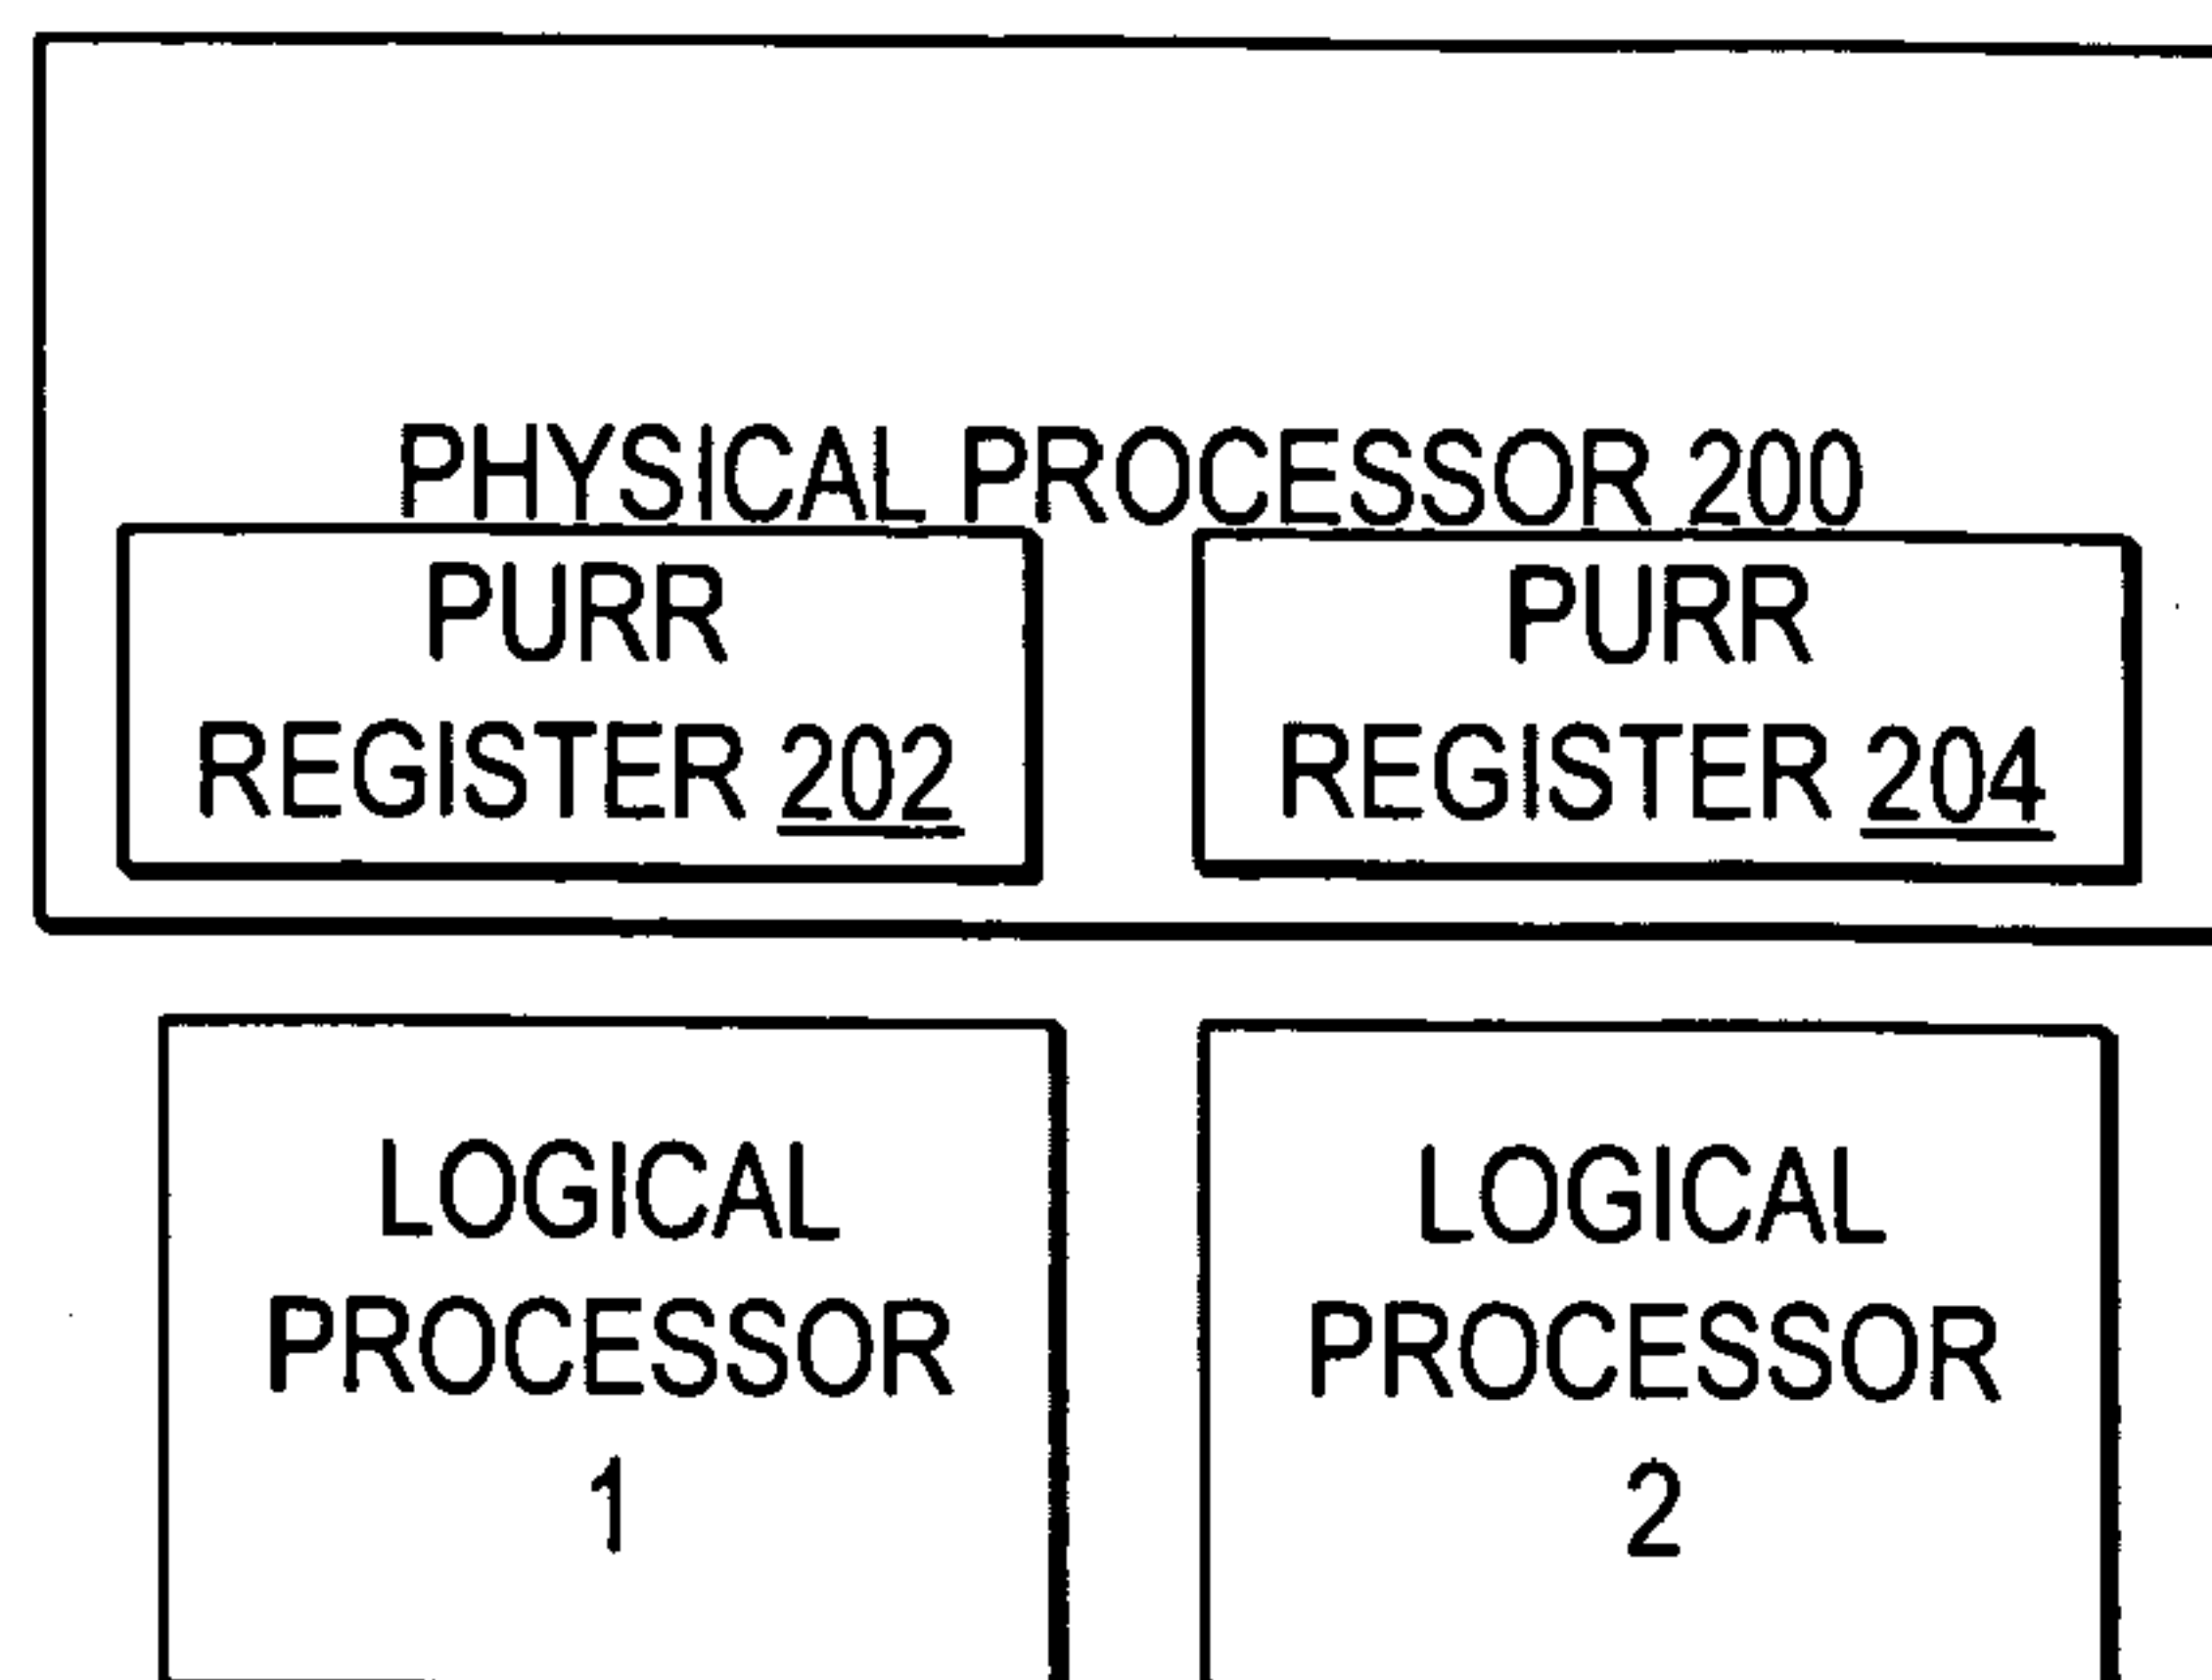 PHYSICAL PROCESSOR 200
PURR
REGISTER 202
PURR
REGISTER 204
LOGICAL
PROCESSOR
1
LOGICAL
PROCESSOR
2